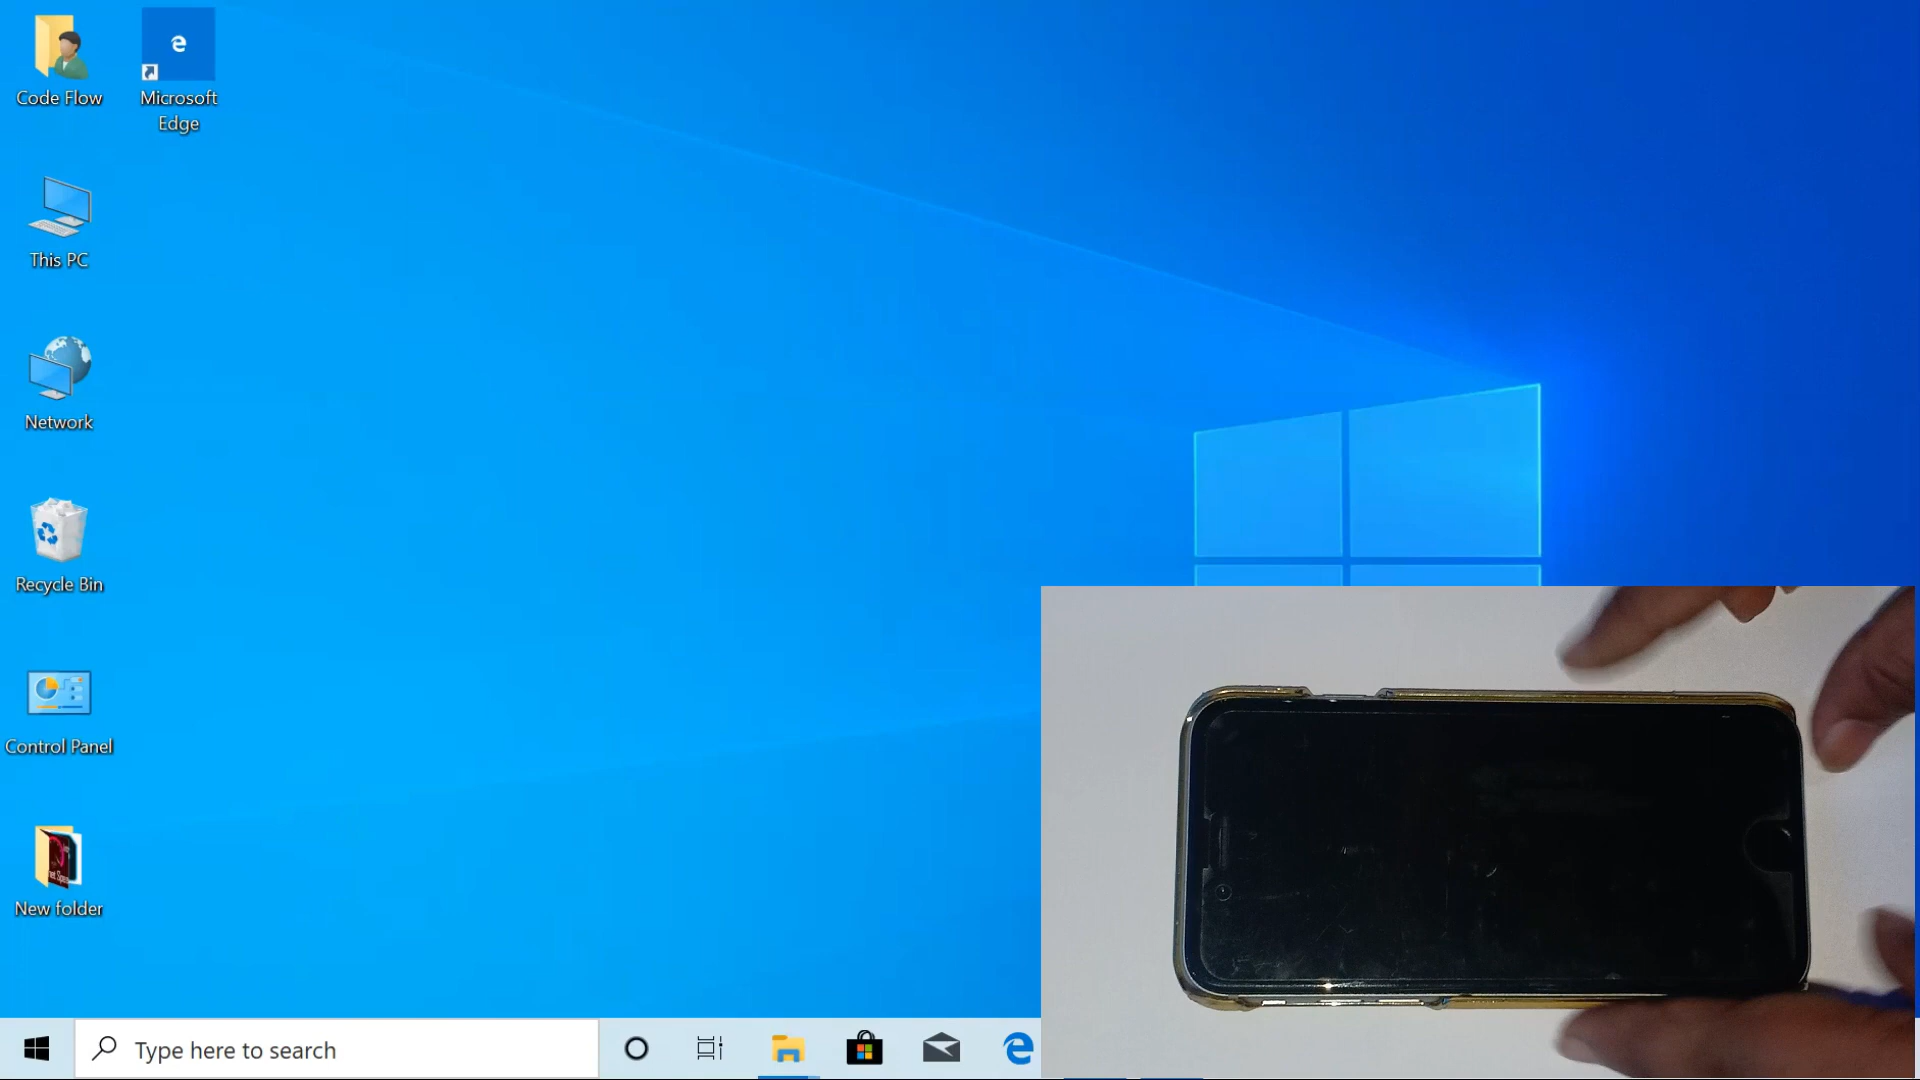 Code Flow
Microsoft
Edge
This PC
Network
Recycle Bin
Control Panel
New folder
Type here to search